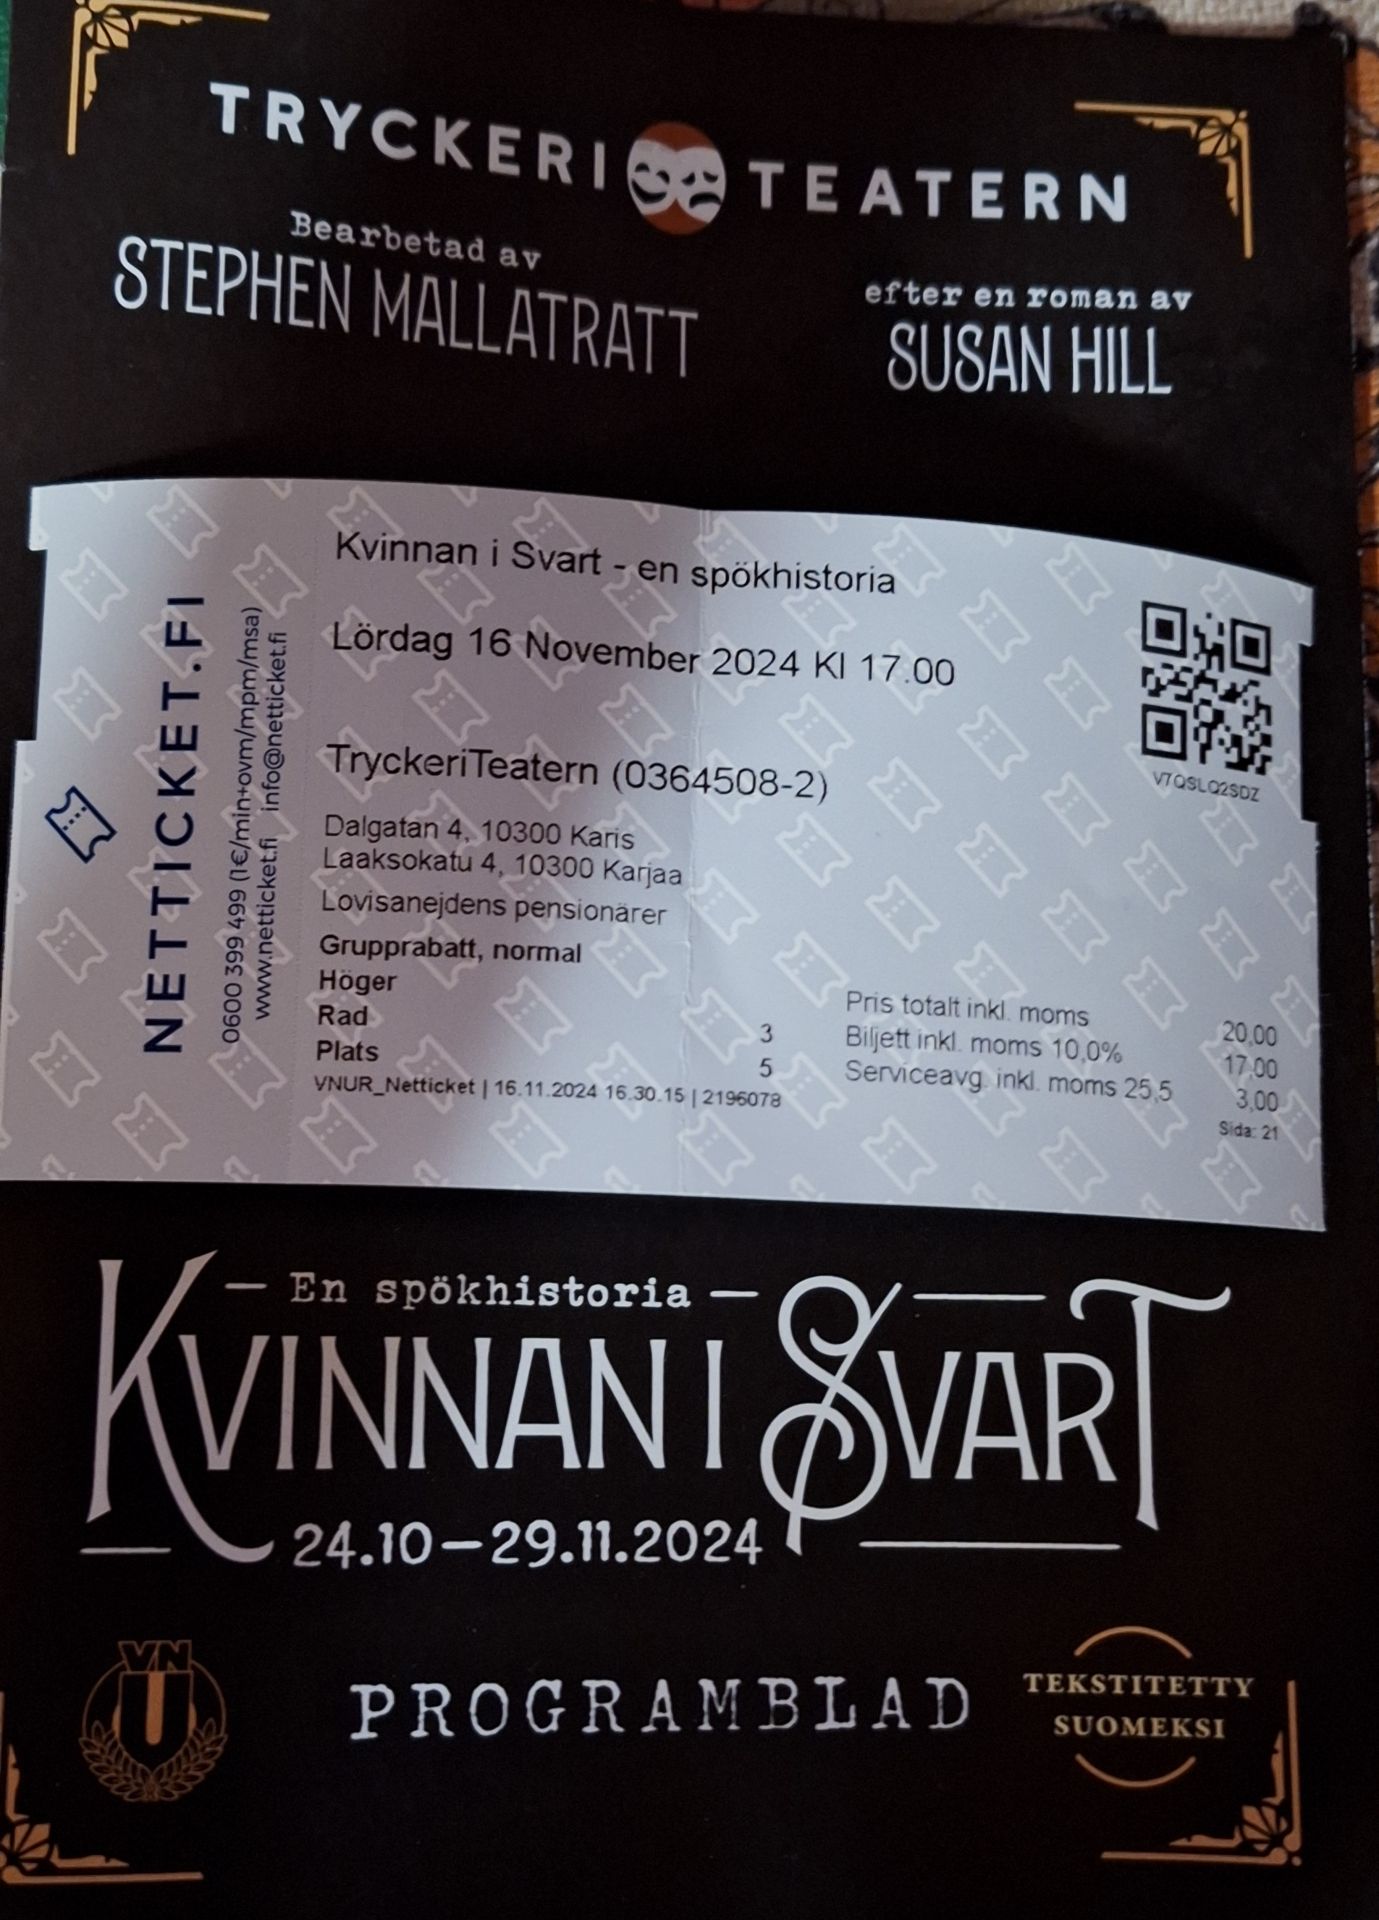 TRYCKERI TEATERN
Bearbetad av
STEPHEN MALLATRATT
efter en roman av
SUSAN HILL
NETTICKET.FI
0600 399 499 (1€/min+ovm/mpm/msa)
www.netticket.fi info@netticket.fi
Kvinnan i Svart - en spökhistoria
Lördag 16 November 2024 Kl 17.00
TryckeriTeatern (0364508-2)
Dalgatan 4, 10300 Karis
Laaksokatu 4, 10300 Karjaa
Lovisanejdens pensionärer
Grupprabatt, normal
Höger
Rad 3
Plats 5
VNUR_Netticket | 16.11.2024 16.30.15 | 2196078
V7QSLQ2SDZ
Pris totalt inkl. moms 20,00
Biljett inkl. moms 10,0% 17,00
Serviceavg. inkl. moms 25,5 3,00
Sida: 21
En spökhistoria
KVINNAN I SVART
24.10–29.11.2024
VN
U
PROGRAMBLAD
TEKSTITETTY
SUOMEKSI